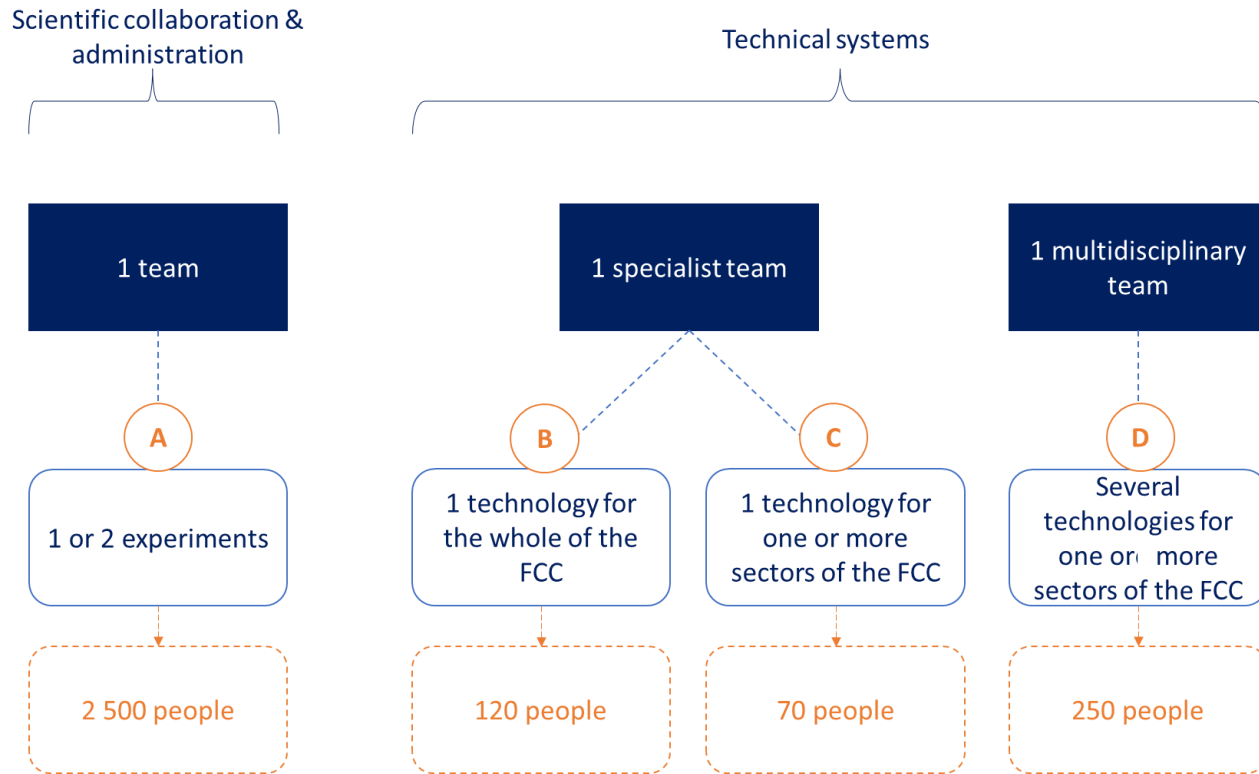 Scientific collaboration &
administration
Technical systems
1 team
1 specialist team
1 multidisciplinary
team
A
B
C
D
1 or 2 experiments
1 technology for
the whole of the
FCC
1 technology for
one or more
sectors of the FCC
Several
technologies for
one or more
sectors of the FCC
2 500 people
120 people
70 people
250 people